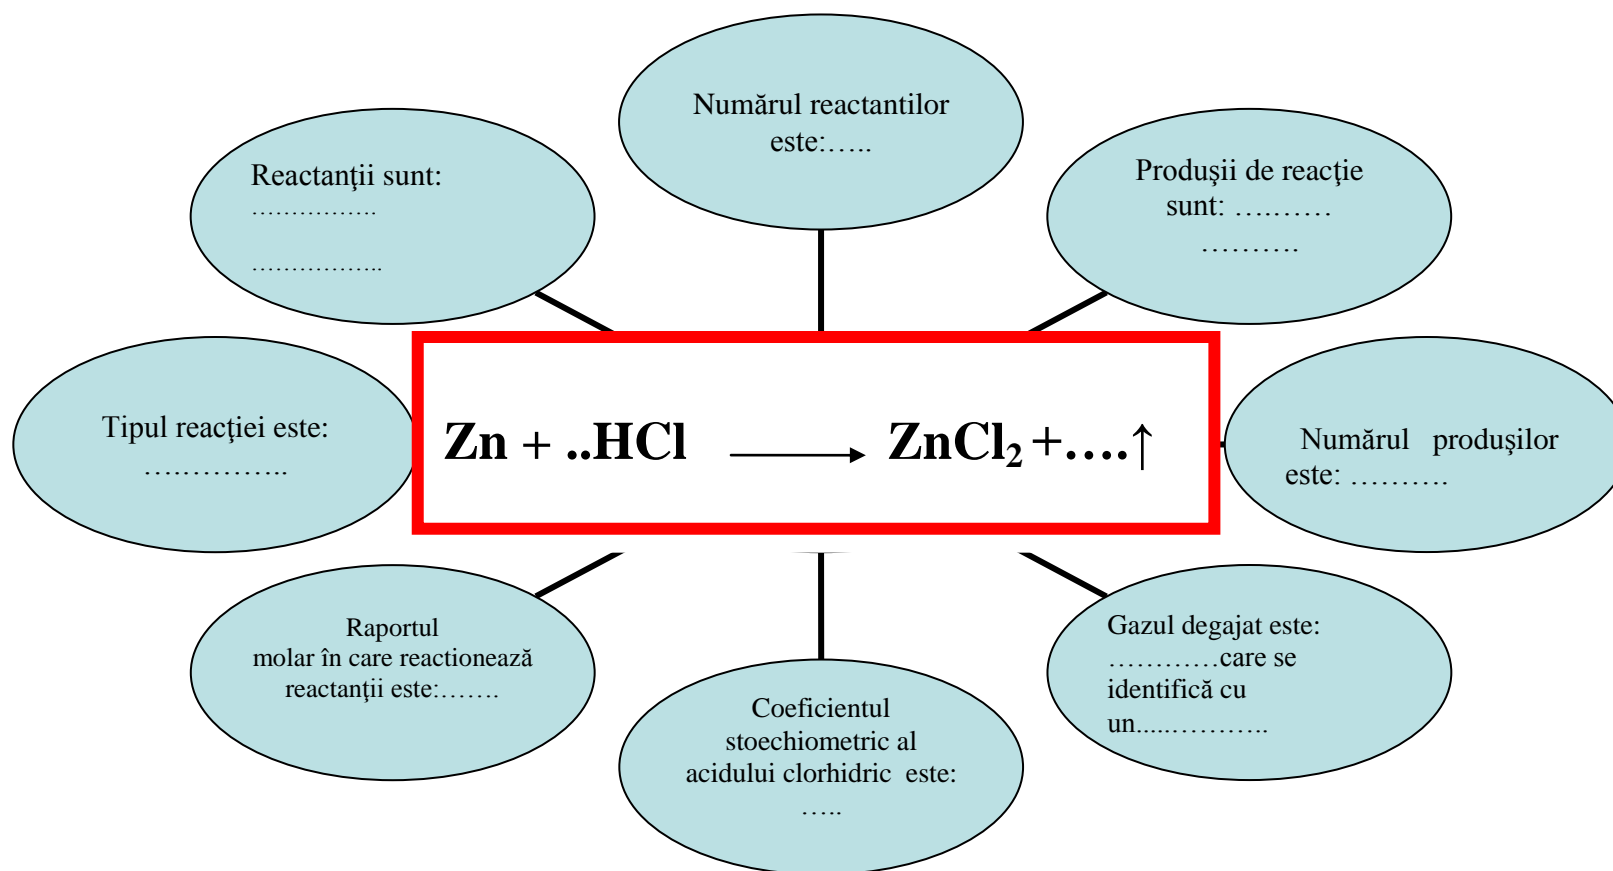 Numărul reactantilor
este:…..
Reactanţii sunt:
…………….
……………..
Produşii de reacţie
sunt: ….……
……….
Tipul reacţiei este:
….………..
Zn + ..HCl ⟶ ZnCl₂ +….↑
Numărul produşilor
este: ……….
Raportul
molar în care reactionează
reactanţii este:…….
Coeficientul
stoechiometric al
acidului clorhidric este:
…..
Gazul degajat este:
…………care se
identifică cu
un.....………..